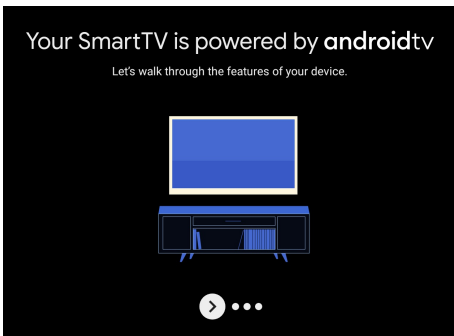 Your SmartTV is powered by androidtv
Let's walk through the features of your device.